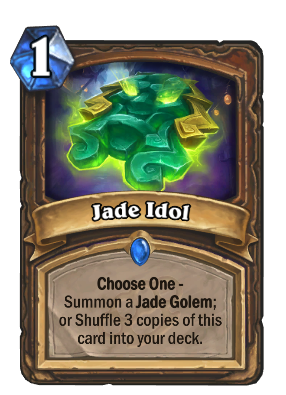 1
Jade Idol
Choose One -
Summon a Jade Golem;
or Shuffle 3 copies of this
card into your deck.